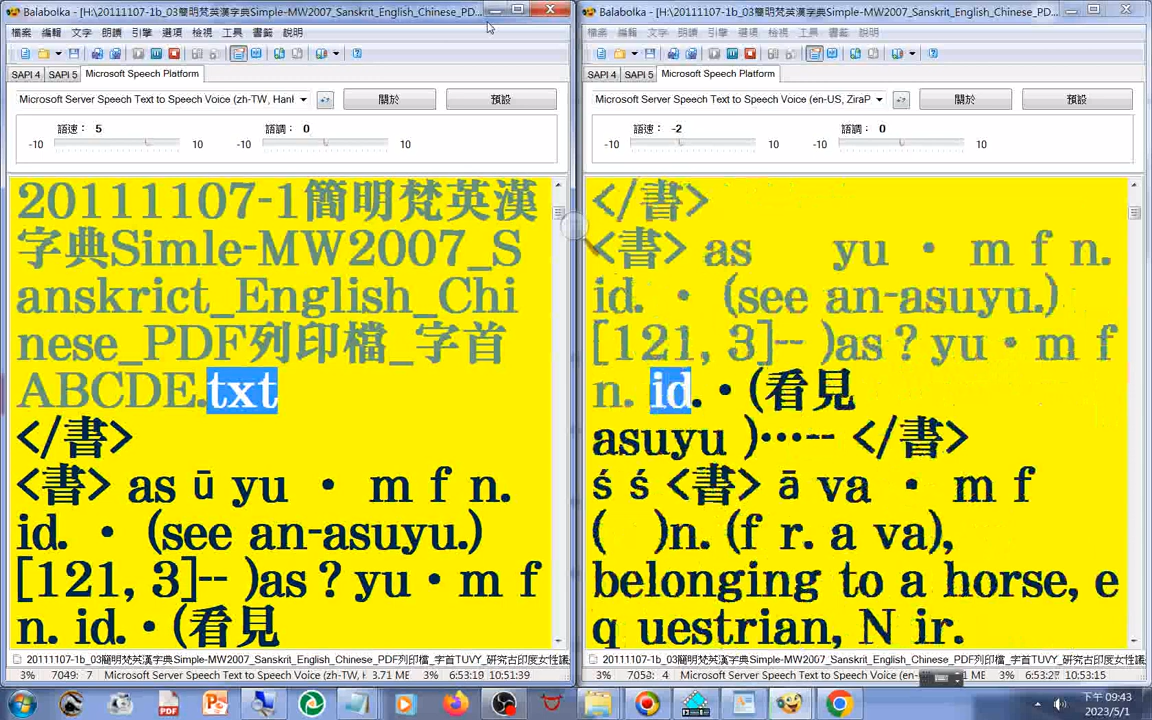 Balabolka - [H:\20111107-1b_03簡明梵英漢字典Simple-MW2007_Sanskrit_English_Chinese_PD...
檔案 編輯 文字 朗讀 引擎 選項 檢視 工具 書籤 說明
SAPI 4 SAPI 5 Microsoft Speech Platform
Microsoft Server Speech Text to Speech Voice (zh-TW, HanH
關於 預設
語速： 5 語調： 0
-10 10 -10 10
20111107-1簡明梵英漢
字典Simle-MW2007_S
anskrict_English_Chi
nese_PDF列印檔_字首
ABCDE.txt
</書>
<書> as ū yu • m f n.
id. • (see an-asuyu.)
[121, 3]-- )as ? yu • m f
n. id. • (看見
20111107-1b_03簡明梵英漢字典Simple-MW2007_Sanskrit_English_Chinese_PDF列印檔_字首TUVY_研究古印度女性議
3% 7049: 7 3.71 MB 3% 6:53:19 10:51:39 Microsoft Server Speech Text to Speech Voice (zh-TW, H
Balabolka - [H:\20111107-1b_03簡明梵英漢字典Simple-MW2007_Sanskrit_English_Chinese_PD...
檔案 編輯 文字 朗讀 引擎 選項 檢視 工具 書籤 說明
SAPI 4 SAPI 5 Microsoft Speech Platform
Microsoft Server Speech Text to Speech Voice (en-US, ZiraP
關於 預設
語速： -2 語調： 0
-10 10 -10 10
</書>
<書> as yu • m f n.
id. • (see an-asuyu.)
[121, 3]-- )as ? yu • m f
n. id. • (看見
asuyu )…-- </書>
ś ś <書> ā va • m f
( )n. (f r. a va),
belonging to a horse, e
q uestrian, N ir.
20111107-1b_03簡明梵英漢字典Simple-MW2007_Sanskrit_English_Chinese_PDF列印檔_字首TUVY_研究古印度女性議
3% 7058: 4 3% 6:53:27 10:53:15 Microsoft Server Speech Text to Speech Voice (en-US,
下午 09:43
2023/5/1